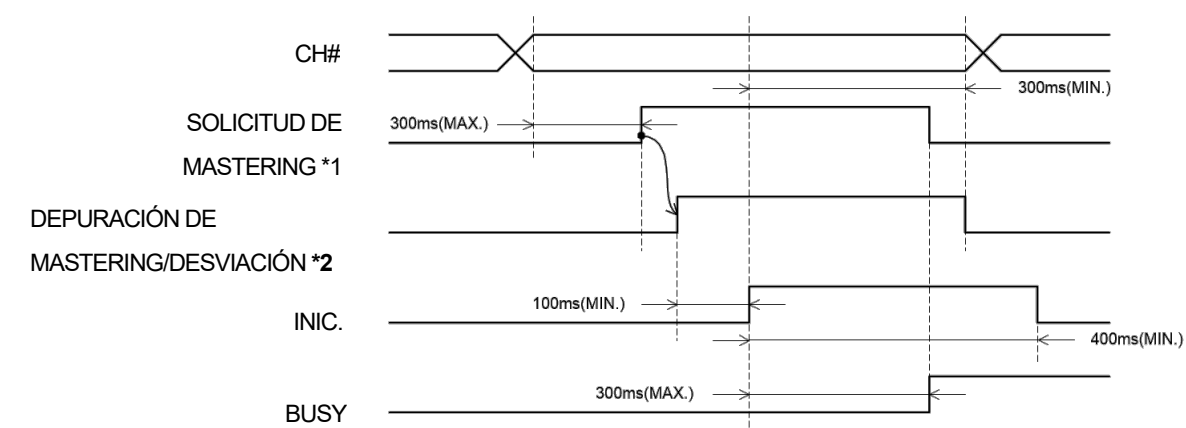 CH#
300ms(MIN.)
SOLICITUD DE
MASTERING *1
300ms(MAX.)
DEPURACIÓN DE
MASTERING/DESVIACIÓN *2
100ms(MIN.)
INIC.
400ms(MIN.)
300ms(MAX.)
BUSY